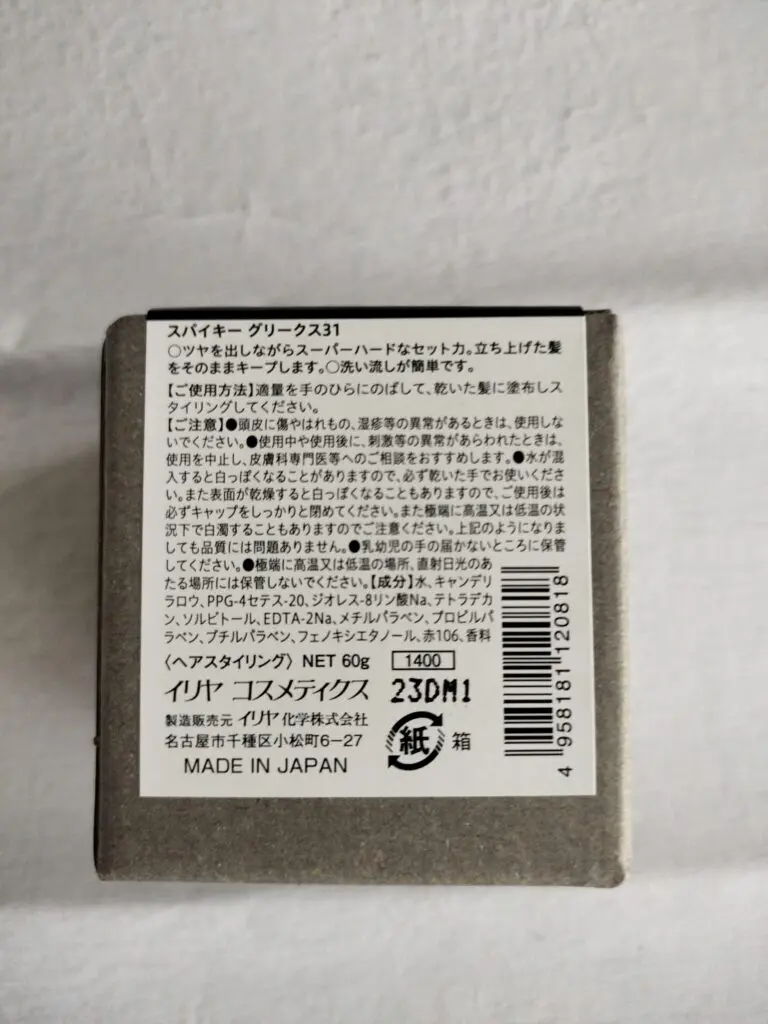 スパイキー グリークス31
○ツヤを出しながらスーパーハードなセット力。立ち上げた髪
をそのままキープします。○洗い流しが簡単です。
【ご使用方法】適量を手のひらにのばして、乾いた髪に塗布しス
タイリングしてください。
【ご注意】●頭皮に傷やはれもの、湿疹等の異常があるときは、使用しな
いでください。●使用中や使用後に、刺激等の異常があらわれたときは、
使用を中止し、皮膚科専門医等へのご相談をおすすめします。●水が混
入すると白っぽくなることがありますので、必ず乾いた手でお使いくださ
い。また表面が乾燥すると白っぽくなることもありますので、ご使用後は
必ずキャップをしっかりと閉めてください。また極端に高温又は低温の状
況下で白濁することもありますのでご注意ください。上記のようになりま
しても品質には問題ありません。●乳幼児の手の届かないところに保管
してください。●極端に高温又は低温の場所、直射日光のあ
たる場所には保管しないでください。【成分】水、キャンデリ
ラロウ、PPG-4セテス-20、ジオレス-8リン酸Na、テトラデカ
ン、ソルビトール、EDTA-2Na、メチルパラベン、プロピルパ
ラベン、ブチルパラベン、フェノキシエタノール、赤106、香料
〈ヘアスタイリング〉 NET 60g 1400
イリヤ コスメティクス 23DM1
製造販売元 イリヤ化学株式会社
名古屋市千種区小松町6-27
紙 箱
MADE IN JAPAN
4 958181 120818